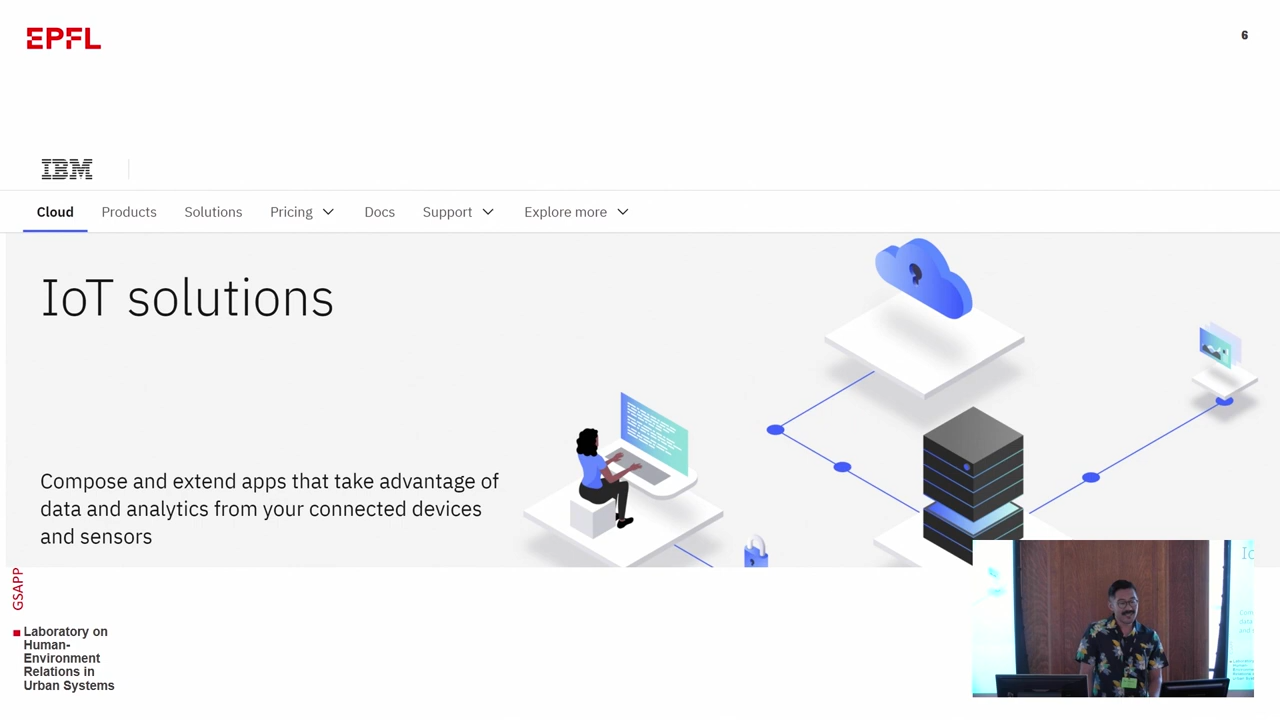 EPFL
6
IBM
Cloud
Products
Solutions
Pricing
Docs
Support
Explore more
IoT solutions
Compose and extend apps that take advantage of
data and analytics from your connected devices
and sensors
GSAPP
Laboratory on
Human-
Environment
Relations in
Urban Systems